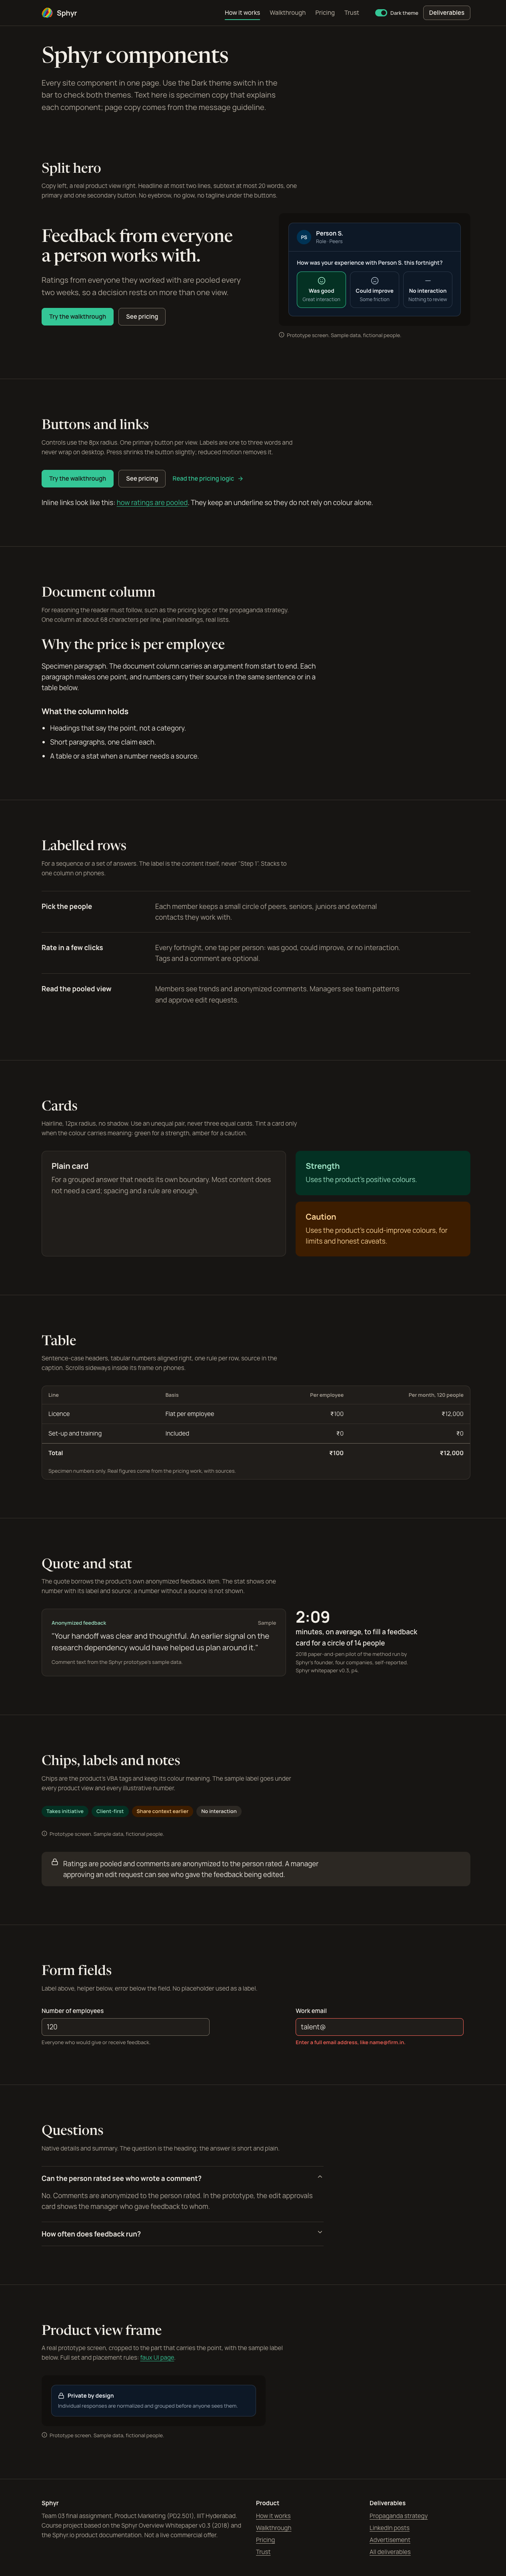 Sphyr
How it works
Walkthrough
Pricing
Trust
Dark theme
Deliverables
Sphyr components
Every site component in one page. Use the Dark theme switch in the
bar to check both themes. Text here is specimen copy that explains
each component; page copy comes from the message guideline.
Split hero
Copy left, a real product view right. Headline at most two lines, subtext at most 20 words, one
primary and one secondary button. No eyebrow, no glow, no tagline under the buttons.
Feedback from everyone
a person works with.
Ratings from everyone they worked with are pooled every
two weeks, so a decision rests on more than one view.
Try the walkthrough
See pricing
PS
Person S.
Role · Peers
How was your experience with Person S. this fortnight?
Was good
Great interaction
Could improve
Some friction
No interaction
Nothing to review
Prototype screen. Sample data, fictional people.
Buttons and links
Controls use the 8px radius. One primary button per view. Labels are one to three words and
never wrap on desktop. Press shrinks the button slightly; reduced motion removes it.
Try the walkthrough
See pricing
Read the pricing logic →
Inline links look like this: how ratings are pooled. They keep an underline so they do not rely on colour alone.
Document column
For reasoning the reader must follow, such as the pricing logic or the propaganda strategy.
One column at about 68 characters per line, plain headings, real lists.
Why the price is per employee
Specimen paragraph. The document column carries an argument from start to end. Each
paragraph makes one point, and numbers carry their source in the same sentence or in a
table below.
What the column holds
• Headings that say the point, not a category.
• Short paragraphs, one claim each.
• A table or a stat when a number needs a source.
Labelled rows
For a sequence or a set of answers. The label is the content itself, never "Step 1". Stacks to
one column on phones.
Pick the people
Each member keeps a small circle of peers, seniors, juniors and external
contacts they work with.
Rate in a few clicks
Every fortnight, one tap per person: was good, could improve, or no interaction.
Tags and a comment are optional.
Read the pooled view
Members see trends and anonymized comments. Managers see team patterns
and approve edit requests.
Cards
Hairline, 12px radius, no shadow. Use an unequal pair, never three equal cards. Tint a card only
when the colour carries meaning: green for a strength, amber for a caution.
Plain card
For a grouped answer that needs its own boundary. Most content does
not need a card; spacing and a rule are enough.
Strength
Uses the product's positive colours.
Caution
Uses the product's could-improve colours, for
limits and honest caveats.
Table
Sentence-case headers, tabular numbers aligned right, one rule per row, source in the
caption. Scrolls sideways inside its frame on phones.
Line
Basis
Per employee
Per month, 120 people
Licence
Flat per employee
₹100
₹12,000
Set-up and training
Included
₹0
₹0
Total
₹100
₹12,000
Specimen numbers only. Real figures come from the pricing work, with sources.
Quote and stat
The quote borrows the product's own anonymized feedback item. The stat shows one
number with its label and source; a number without a source is not shown.
Anonymized feedback
Sample
"Your handoff was clear and thoughtful. An earlier signal on the
research dependency would have helped us plan around it."
Comment text from the Sphyr prototype's sample data.
2:09
minutes, on average, to fill a feedback
card for a circle of 14 people
2018 paper-and-pen pilot of the method run by
Sphyr's founder, four companies, self-reported.
Sphyr whitepaper v0.3, p4.
Chips, labels and notes
Chips are the product's VBA tags and keep its colour meaning. The sample label goes under
every product view and every illustrative number.
Takes initiative
Client-first
Share context earlier
No interaction
Prototype screen. Sample data, fictional people.
Ratings are pooled and comments are anonymized to the person rated. A manager
approving an edit request can see who gave the feedback being edited.
Form fields
Label above, helper below, error below the field. No placeholder used as a label.
Number of employees
120
Everyone who would give or receive feedback.
Work email
talent@
Enter a full email address, like name@firm.in.
Questions
Native details and summary. The question is the heading; the answer is short and plain.
Can the person rated see who wrote a comment?
No. Comments are anonymized to the person rated. In the prototype, the edit approvals
card shows the manager who gave feedback to whom.
How often does feedback run?
Product view frame
A real prototype screen, cropped to the part that carries the point, with the sample label
below. Full set and placement rules: faux UI page.
Private by design
Individual responses are normalized and grouped before anyone sees them.
Prototype screen. Sample data, fictional people.
Sphyr
Team 03 final assignment, Product Marketing (PD2 501), IIIT Hyderabad.
Course project based on the Sphyr Overview Whitepaper v0.3 (2018) and
the Sphyr.io product documentation. Not a live commercial offer.
Product
How it works
Walkthrough
Pricing
Trust
Deliverables
Propaganda strategy
LinkedIn posts
Advertisement
All deliverables